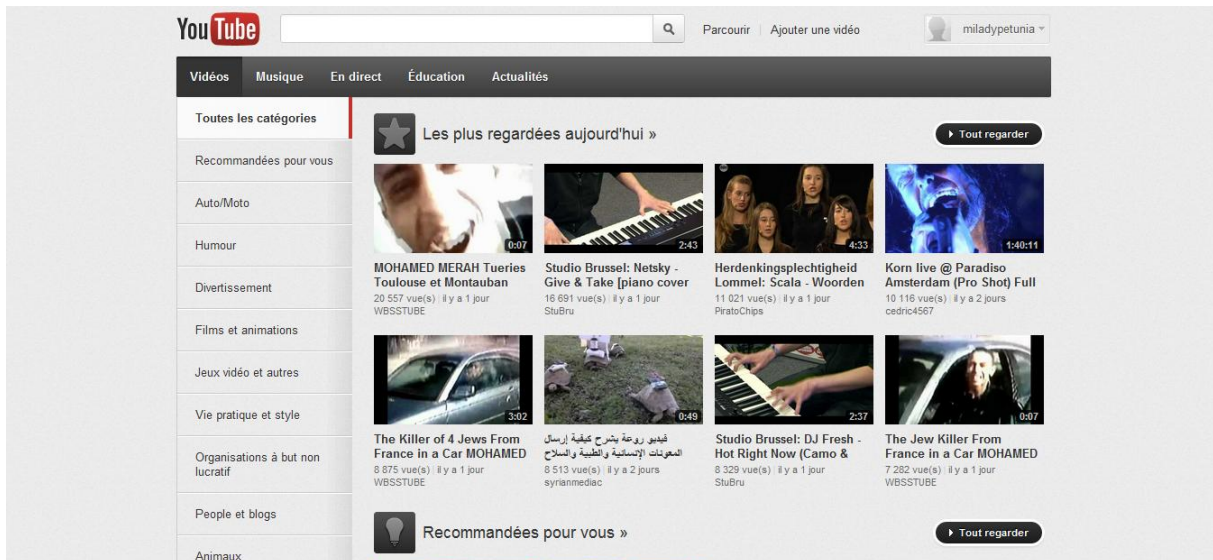 YouTube
Parcourir
Ajouter une vidéo
miladypetunia
Vidéos
Musique
En direct
Éducation
Actualités
Toutes les catégories
Recommandées pour vous
Auto/Moto
Humour
Divertissement
Films et animations
Jeux vidéo et autres
Vie pratique et style
Organisations à but non
lucratif
People et blogs
Animaux
Les plus regardées aujourd'hui »
Tout regarder
0:07
MOHAMED MERAH Tueries
Toulouse et Montauban
20 557 vue(s) | il y a 1 jour
WBSSTUBE
2:43
Studio Brussel: Netsky -
Give & Take [piano cover
16 691 vue(s) | il y a 1 jour
StuBru
4:33
Herdenkingsplechtigheid
Lommel: Scala - Woorden
11 021 vue(s) | il y a 1 jour
PiratoChips
1:40:11
Korn live @ Paradiso
Amsterdam (Pro Shot) Full
10 116 vue(s) | il y a 2 jours
cedric4567
3:02
The Killer of 4 Jews From
France in a Car MOHAMED
8 875 vue(s) | il y a 1 jour
WBSSTUBE
0:49
فيديو روعة يشرح كيفية إرسال
المعونات الإنسانية والطبية والسلاح
8 513 vue(s) | il y a 2 jours
syrianmediac
2:37
Studio Brussel: DJ Fresh -
Hot Right Now (Camo &
8 329 vue(s) | il y a 1 jour
StuBru
0:07
The Jew Killer From
France in a Car MOHAMED
7 282 vue(s) | il y a 1 jour
WBSSTUBE
Recommandées pour vous »
Tout regarder